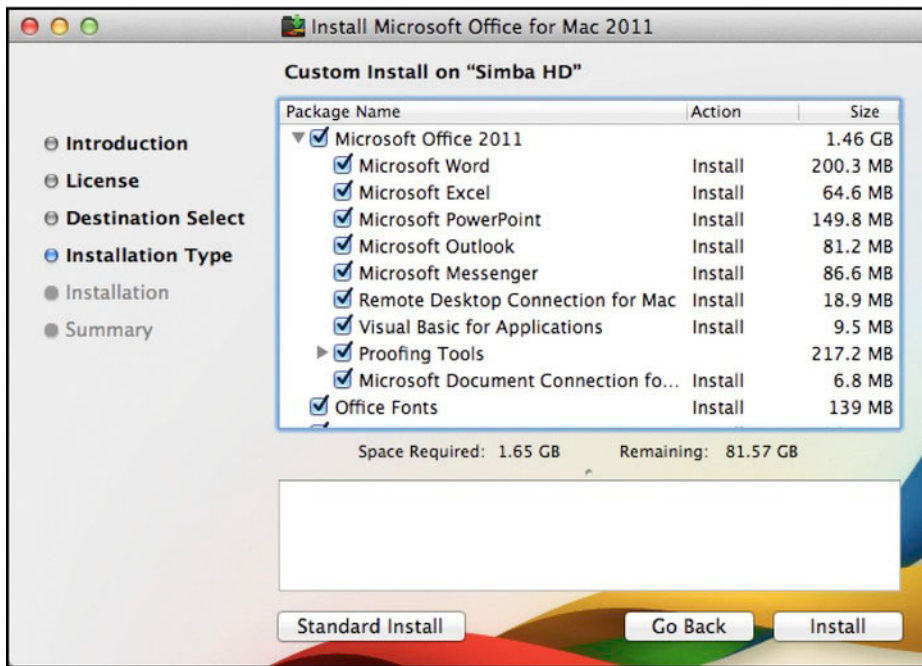 Install Microsoft Office for Mac 2011
Custom Install on “Simba HD”
Introduction
License
Destination Select
Installation Type
Installation
Summary
Package Name Action Size
Microsoft Office 2011 1.46 GB
Microsoft Word Install 200.3 MB
Microsoft Excel Install 64.6 MB
Microsoft PowerPoint Install 149.8 MB
Microsoft Outlook Install 81.2 MB
Microsoft Messenger Install 86.6 MB
Remote Desktop Connection for Mac Install 18.9 MB
Visual Basic for Applications Install 9.5 MB
Proofing Tools 217.2 MB
Microsoft Document Connection fo... Install 6.8 MB
Office Fonts Install 139 MB
Space Required: 1.65 GB Remaining: 81.57 GB
Standard Install Go Back Install